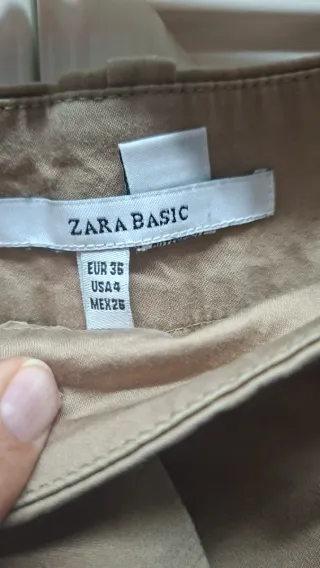 ZARA BASIC
EUR 36
USA 4
MEX 26